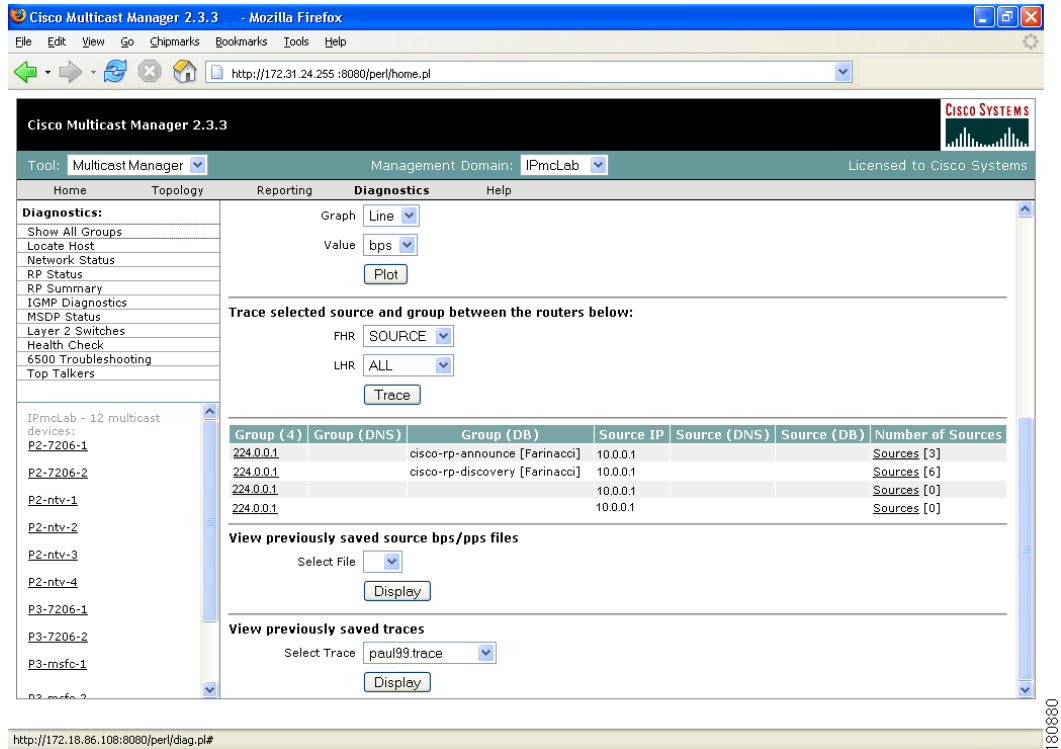 Cisco Multicast Manager 2.3.3 - Mozilla Firefox
File Edit View Go Chipmarks Bookmarks Tools Help
http://172.31.24.255 :8080/perl/home.pl
Cisco Multicast Manager 2.3.3
CISCO SYSTEMS
Tool: Multicast Manager Management Domain: IPmcLab Licensed to Cisco Systems
Home Topology Reporting Diagnostics Help
Diagnostics:
Show All Groups
Locate Host
Network Status
RP Status
RP Summary
IGMP Diagnostics
MSDP Status
Layer 2 Switches
Health Check
6500 Troubleshooting
Top Talkers
IPmcLab - 12 multicast
devices:
P2-7206-1
P2-7206-2
P2-ntv-1
P2-ntv-2
P2-ntv-3
P2-ntv-4
P3-7206-1
P3-7206-2
P3-msfc-1
Graph Line
Value bps
Plot
Trace selected source and group between the routers below:
FHR SOURCE
LHR ALL
Trace
Group (4) Group (DNS) Group (DB) Source IP Source (DNS) Source (DB) Number of Sources
224.0.0.1 cisco-rp-announce [Farinacci] 10.0.0.1 Sources [3]
224.0.0.1 cisco-rp-discovery [Farinacci] 10.0.0.1 Sources [6]
224.0.0.1 10.0.0.1 Sources [0]
224.0.0.1 10.0.0.1 Sources [0]
View previously saved source bps/pps files
Select File
Display
View previously saved traces
Select Trace paul99.trace
Display
http://172.18.86.108:8080/perl/diag.pl#
180880